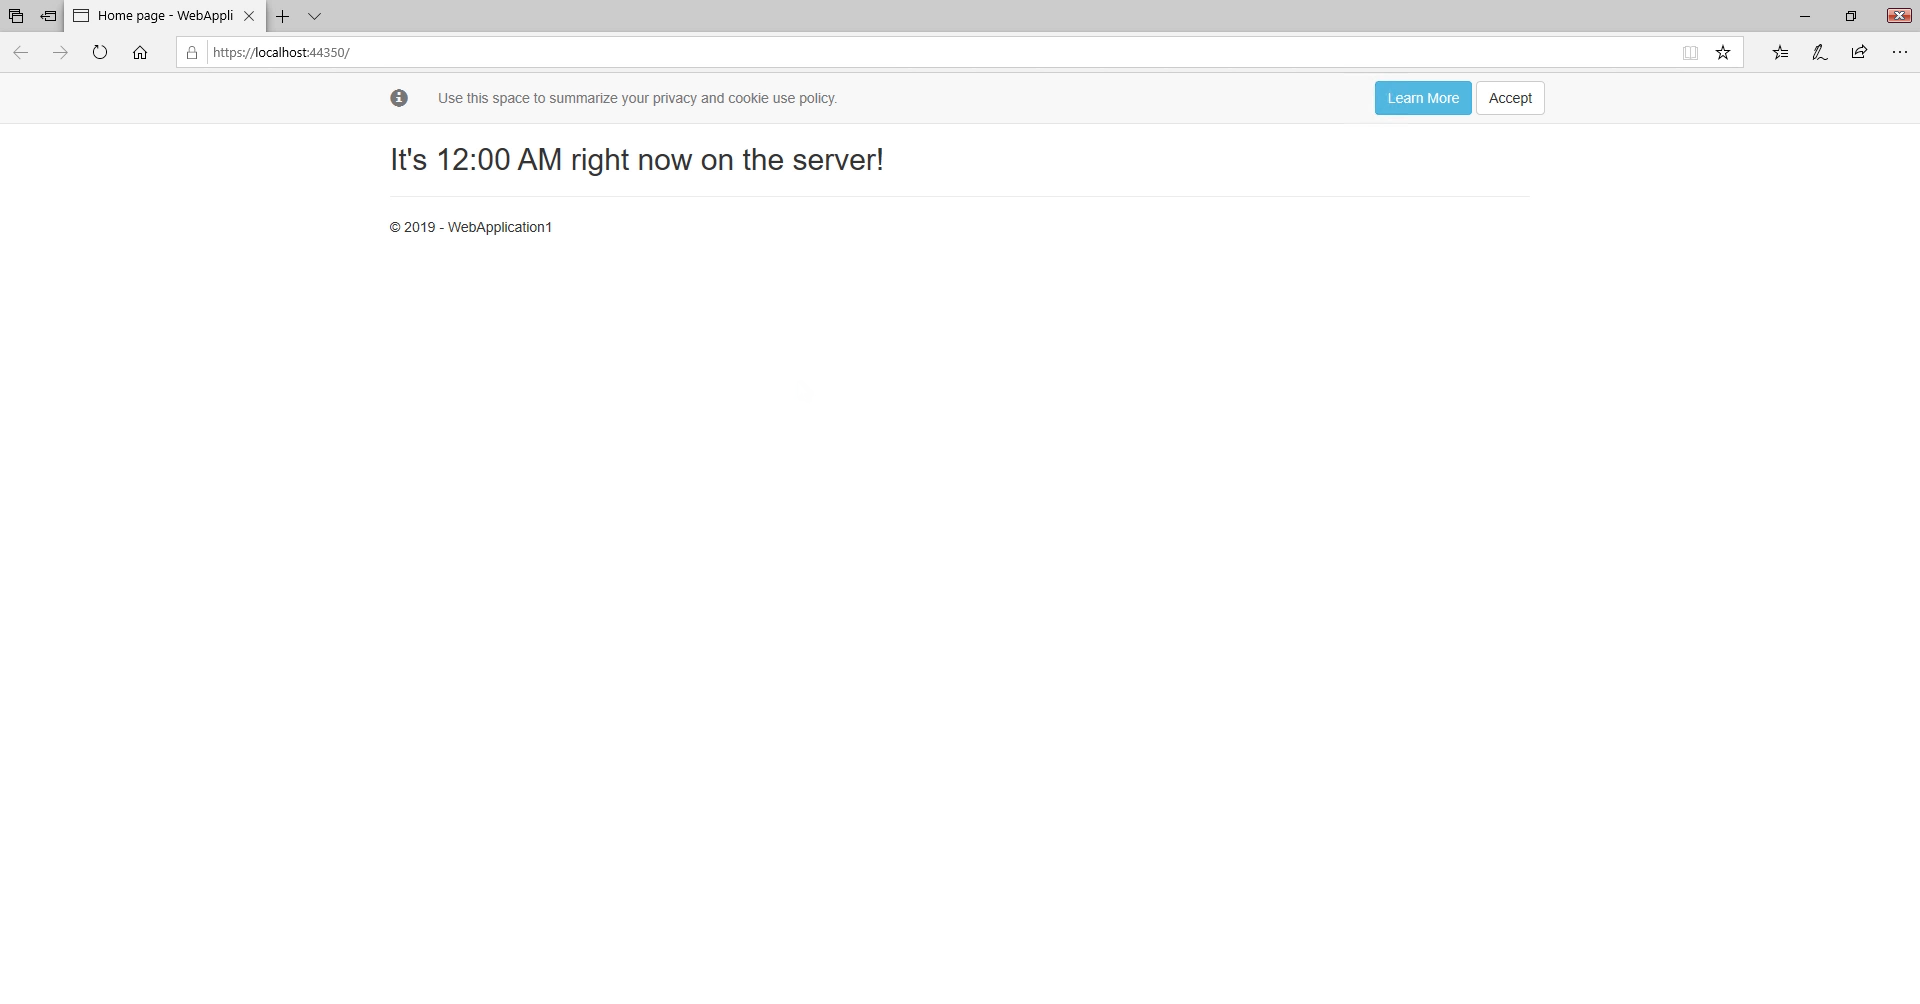 Home page - WebAppli
https://localhost:44350/
Use this space to summarize your privacy and cookie use policy.
Learn More
Accept
It's 12:00 AM right now on the server!
© 2019 - WebApplication1